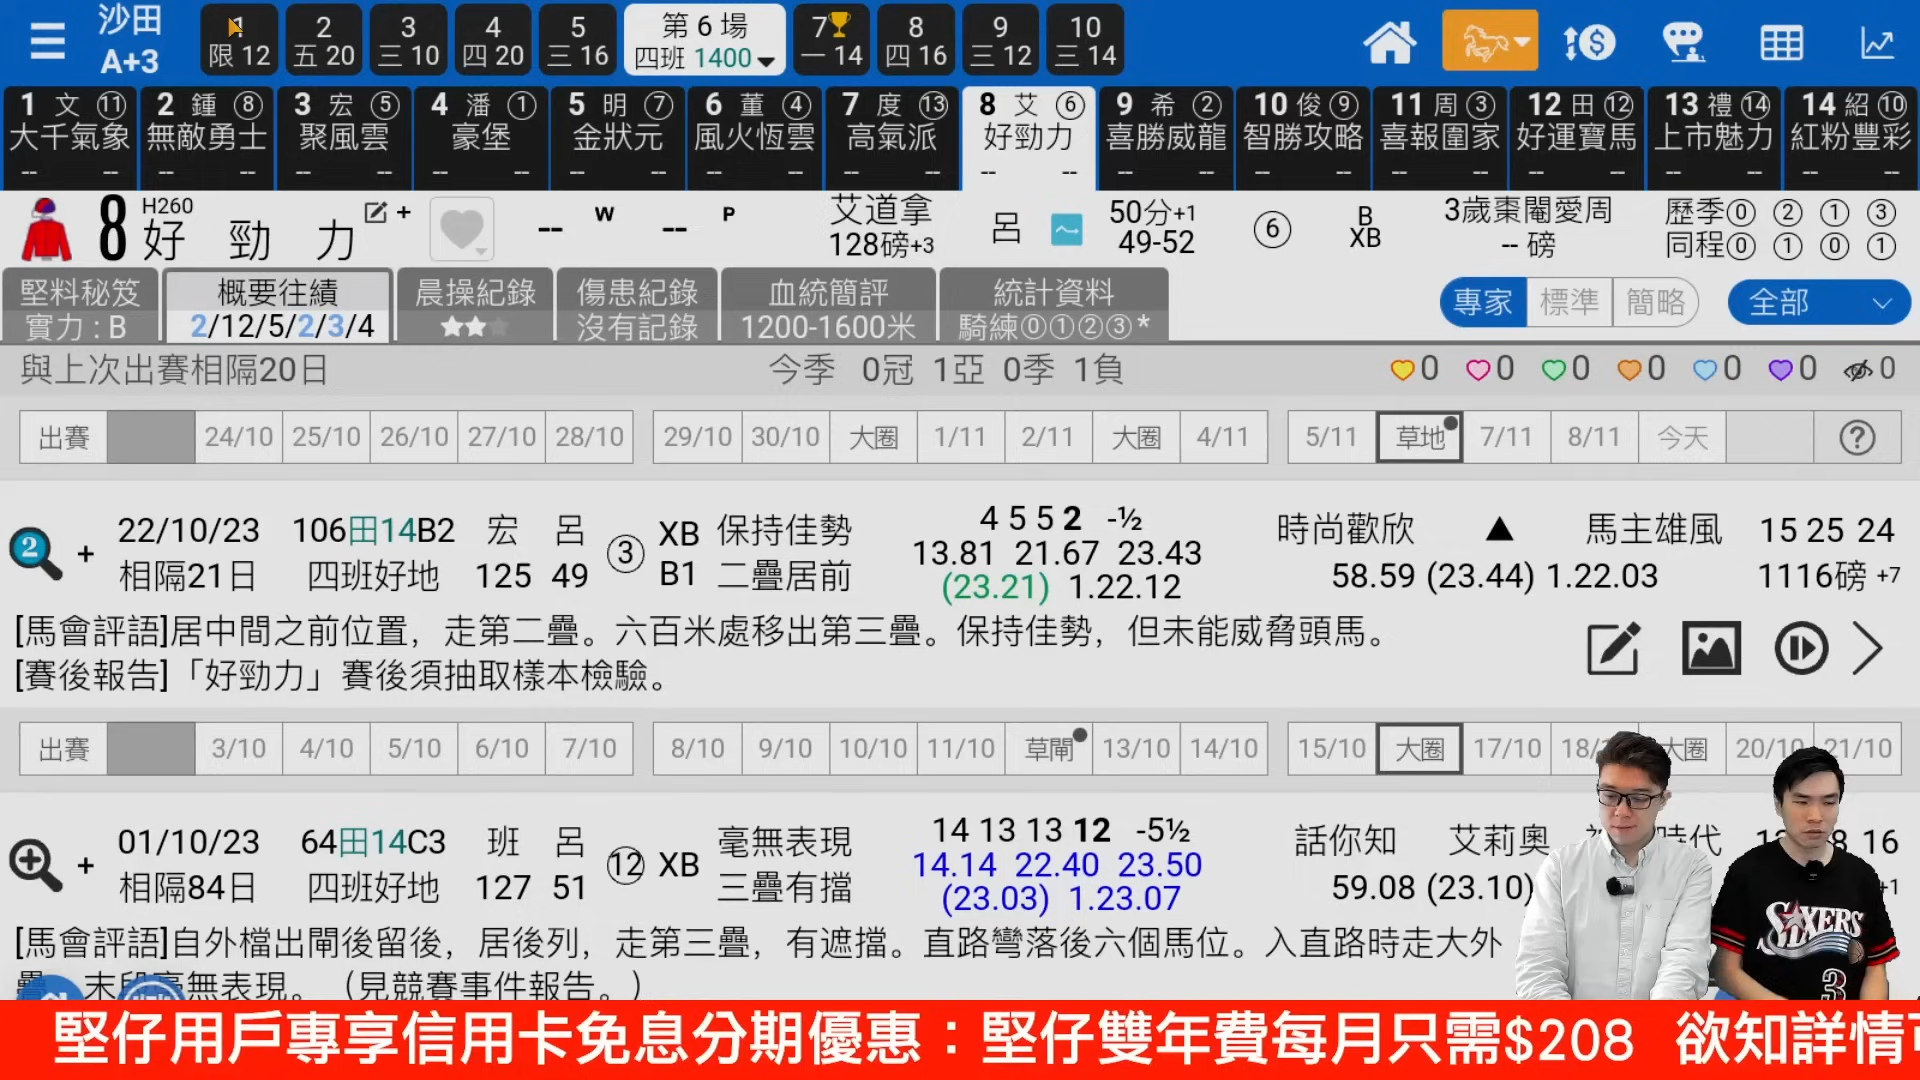 沙田
A+3
1
限 12
2
五 20
3
三 10
4
四 20
5
三 16
第 6 場
四班 1400
7
一 14
8
四 16
9
三 12
10
三 14
1 文 ⑪
大千氣象
-- --
2 鍾 ⑧
無敵勇士
-- --
3 宏 ⑤
聚風雲
-- --
4 潘 ①
豪堡
-- --
5 明 ⑦
金狀元
-- --
6 董 ④
風火恆雲
-- --
7 度 ⑬
高氣派
-- --
8 艾 ⑥
好勁力
-- --
9 希 ②
喜勝威龍
-- --
10 俊 ⑨
智勝攻略
-- --
11 周 ③
喜報圍家
-- --
12 田 ⑫
好運寶馬
-- --
13 禮 ⑭
上市魅力
-- --
14 紹 ⑩
紅粉豐彩
-- --
8 H260
好 勁 力 +
-- W -- P
艾道拿
128磅+3
呂
50分+1
49-52
⑥
B
XB
3歲棗閹愛周
-- 磅
歷季⓪ ② ① ③
同程⓪ ① ⓪ ①
堅料秘笈
實力 : B
概要往績
2/12/5/2/3/4
晨操紀錄
★★★
傷患紀錄
沒有記錄
血統簡評
1200-1600米
統計資料
騎練⓪①②③*
專家 標準 簡略
全部
與上次出賽相隔20日 今季 0冠 1亞 0季 1負 0 0 0 0 0 0 0
出賽 24/10 25/10 26/10 27/10 28/10 29/10 30/10 大圈 1/11 2/11 大圈 4/11 5/11 草地 7/11 8/11 今天 ?
2 + 22/10/23 106田14B2 宏 呂 ③ XB 保持佳勢 4 5 5 2 -½ 時尚歡欣 ▲ 馬主雄風 15 25 24
13.81 21.67 23.43
相隔21日 四班好地 125 49 B1 二疊居前 (23.21) 1.22.12 58.59 (23.44) 1.22.03 1116磅 +7
[馬會評語]居中間之前位置，走第二疊。六百米處移出第三疊。保持佳勢，但未能威脅頭馬。
[賽後報告]「好勁力」賽後須抽取樣本檢驗。
出賽 3/10 4/10 5/10 6/10 7/10 8/10 9/10 10/10 11/10 草閘 13/10 14/10 15/10 大圈 17/10 18/ 大圈 20/10 21/10
+ 01/10/23 64田14C3 班 呂 ⑫ XB 毫無表現 14 13 13 12 -5½ 話你知 艾莉奧 時代 16
14.14 22.40 23.50
相隔84日 四班好地 127 51 三疊有擋 (23.03) 1.23.07 59.08 (23.10)
[馬會評語]自外檔出閘後留後，居後列，走第三疊，有遮擋。直路彎落後六個馬位。入直路時走大外
疊，末段毫無表現。（見競賽事件報告。）
SIXERS
3
堅仔用戶專享信用卡免息分期優惠：堅仔雙年費每月只需$208 欲知詳情